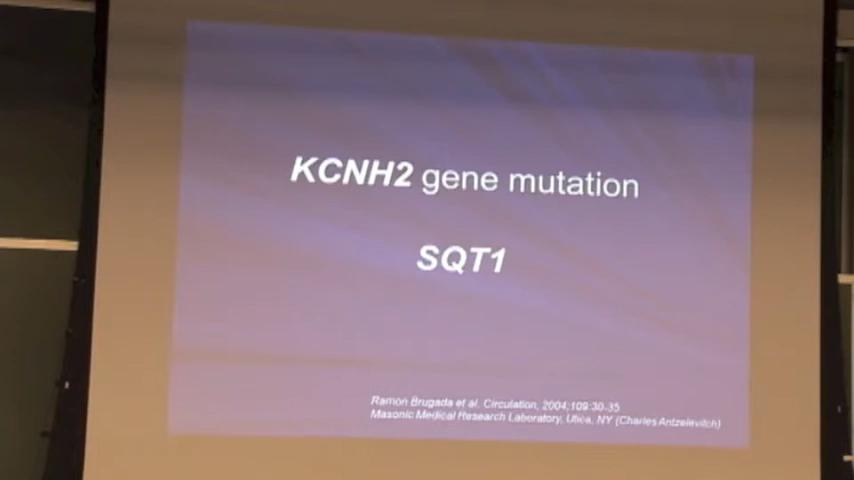 KCNH2 gene mutation
SQT1
Ramon Brugada et al. Circulation, 2004;109:30-35
Masonic Medical Research Laboratory, Utica, NY (Charles Antzelevitch)